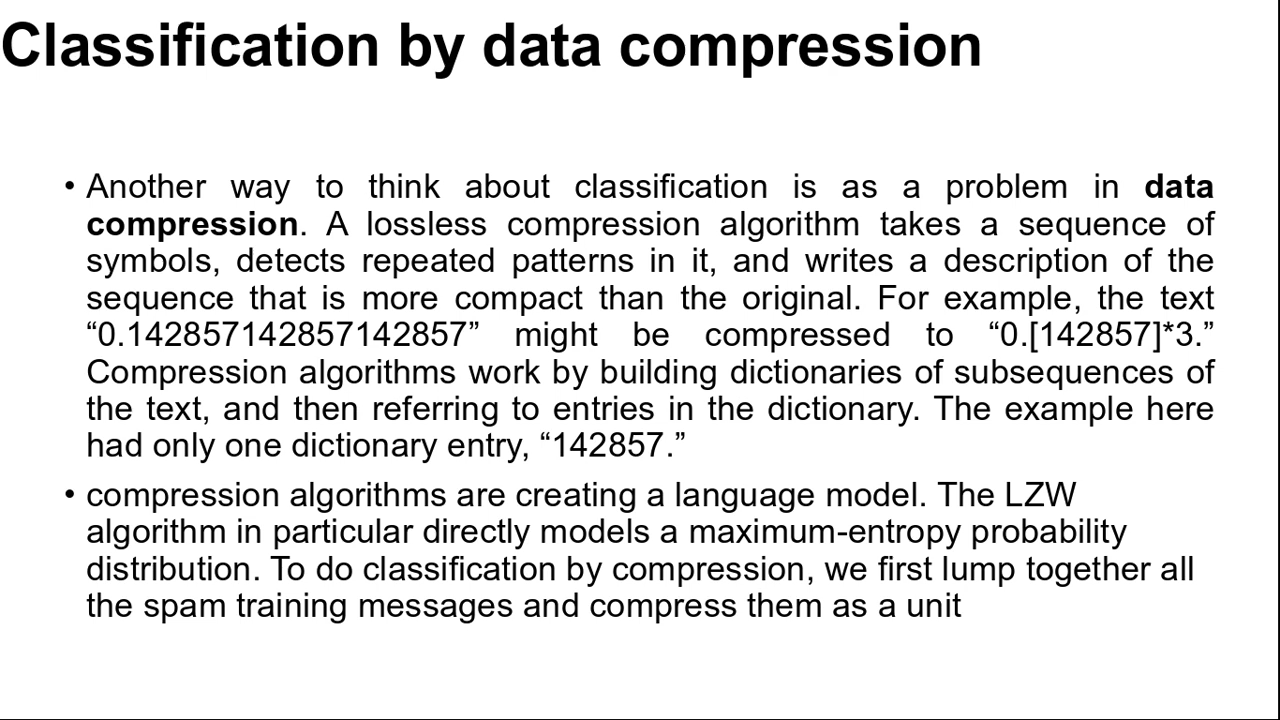 Classification by data compression
• Another way to think about classification is as a problem in data
compression. A lossless compression algorithm takes a sequence of
symbols, detects repeated patterns in it, and writes a description of the
sequence that is more compact than the original. For example, the text
“0.142857142857142857” might be compressed to “0.[142857]*3.”
Compression algorithms work by building dictionaries of subsequences of
the text, and then referring to entries in the dictionary. The example here
had only one dictionary entry, “142857.”
• compression algorithms are creating a language model. The LZW
algorithm in particular directly models a maximum-entropy probability
distribution. To do classification by compression, we first lump together all
the spam training messages and compress them as a unit